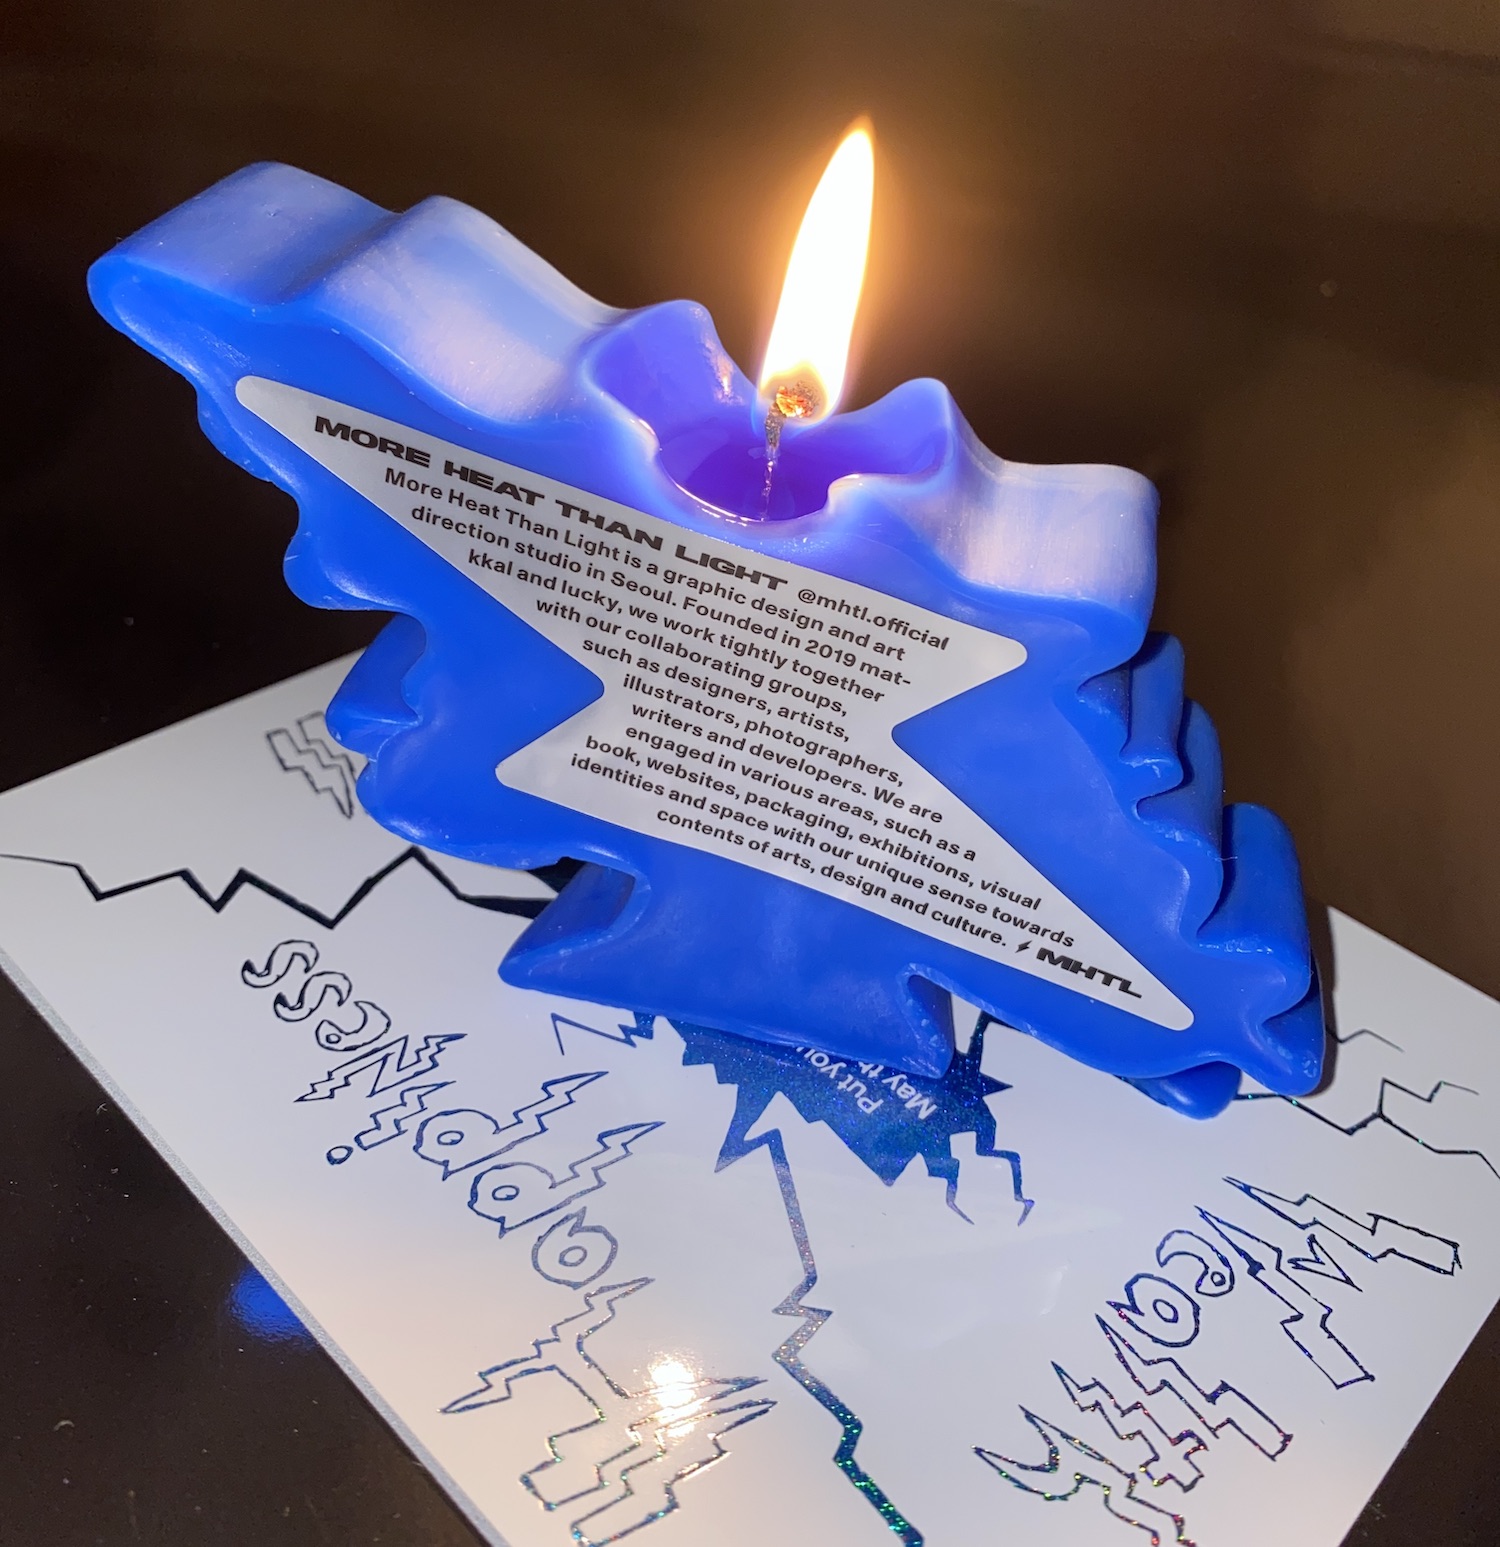 MORE HEAT THAN LIGHT @mhtl.official
More Heat Than Light is a graphic design and art
direction studio in Seoul. Founded in 2019 mat-
kkal and lucky, we work tightly together
with our collaborating groups,
such as designers, artists,
illustrators, photographers,
writers and developers. We are
engaged in various areas, such as a
book, websites, packaging, exhibitions, visual
identities and space with our unique sense towards
contents of arts, design and culture. MHTL
HappiNess
Put
May